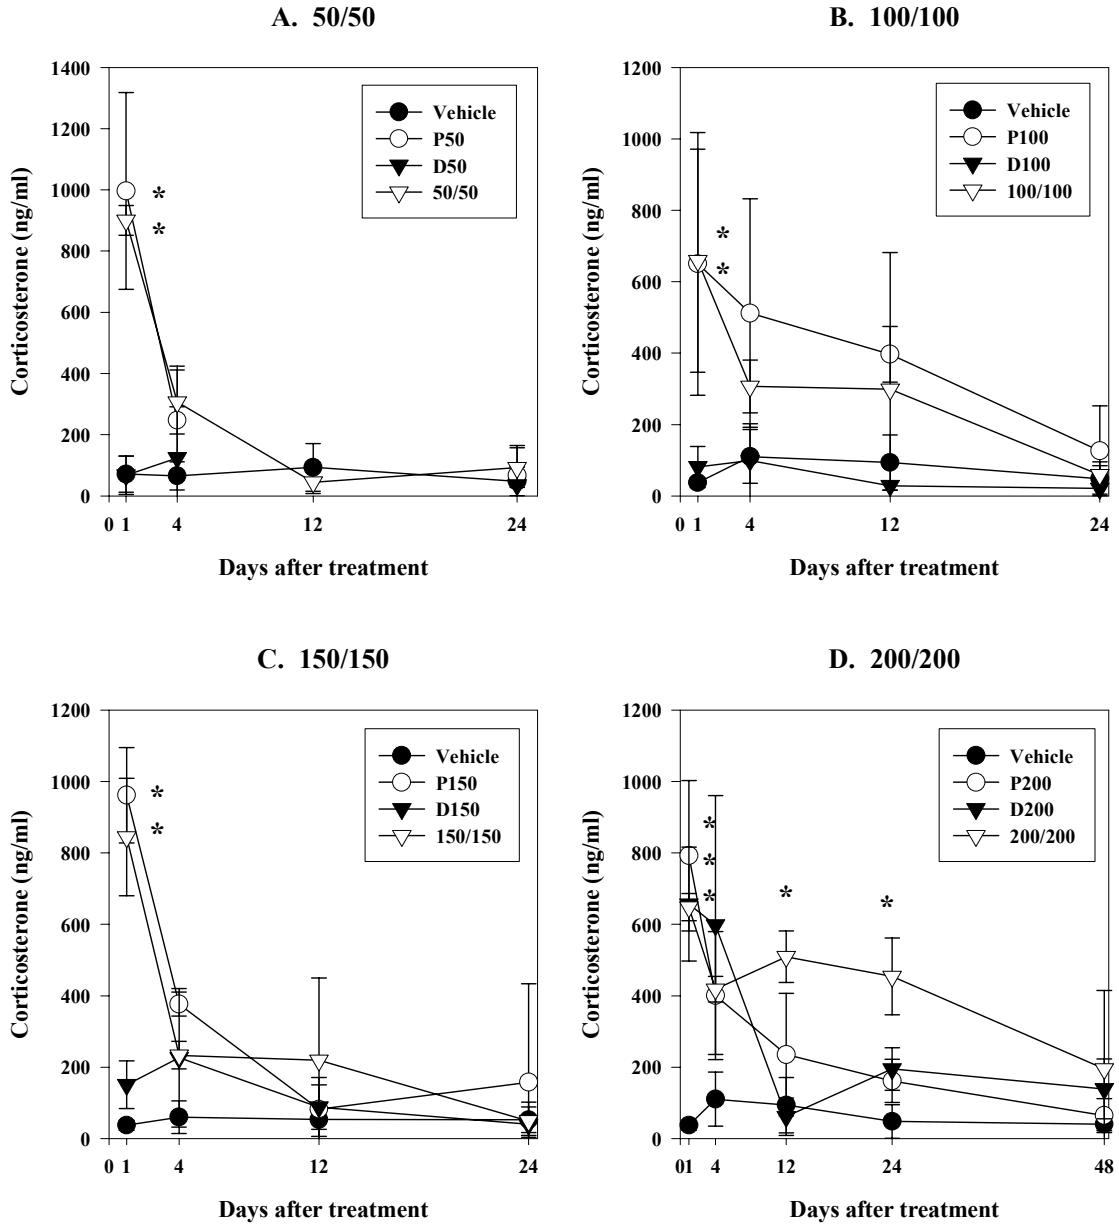 A. 50/50
1400
1200
1000
800
600
400
200
0
Corticosterone (ng/ml)
Vehicle
P50
D50
50/50
*
*
0 1 4 12 24
Days after treatment
B. 100/100
1200
1000
800
600
400
200
0
Corticosterone (ng/ml)
Vehicle
P100
D100
100/100
*
*
0 1 4 12 24
Days after treatment
C. 150/150
1200
1000
800
600
400
200
0
Corticosterone (ng/ml)
Vehicle
P150
D150
150/150
*
*
0 1 4 12 24
Days after treatment
D. 200/200
1200
1000
800
600
400
200
0
Corticosterone (ng/ml)
Vehicle
P200
D200
200/200
*
*
*
* *
01 4 12 24 48
Days after treatment